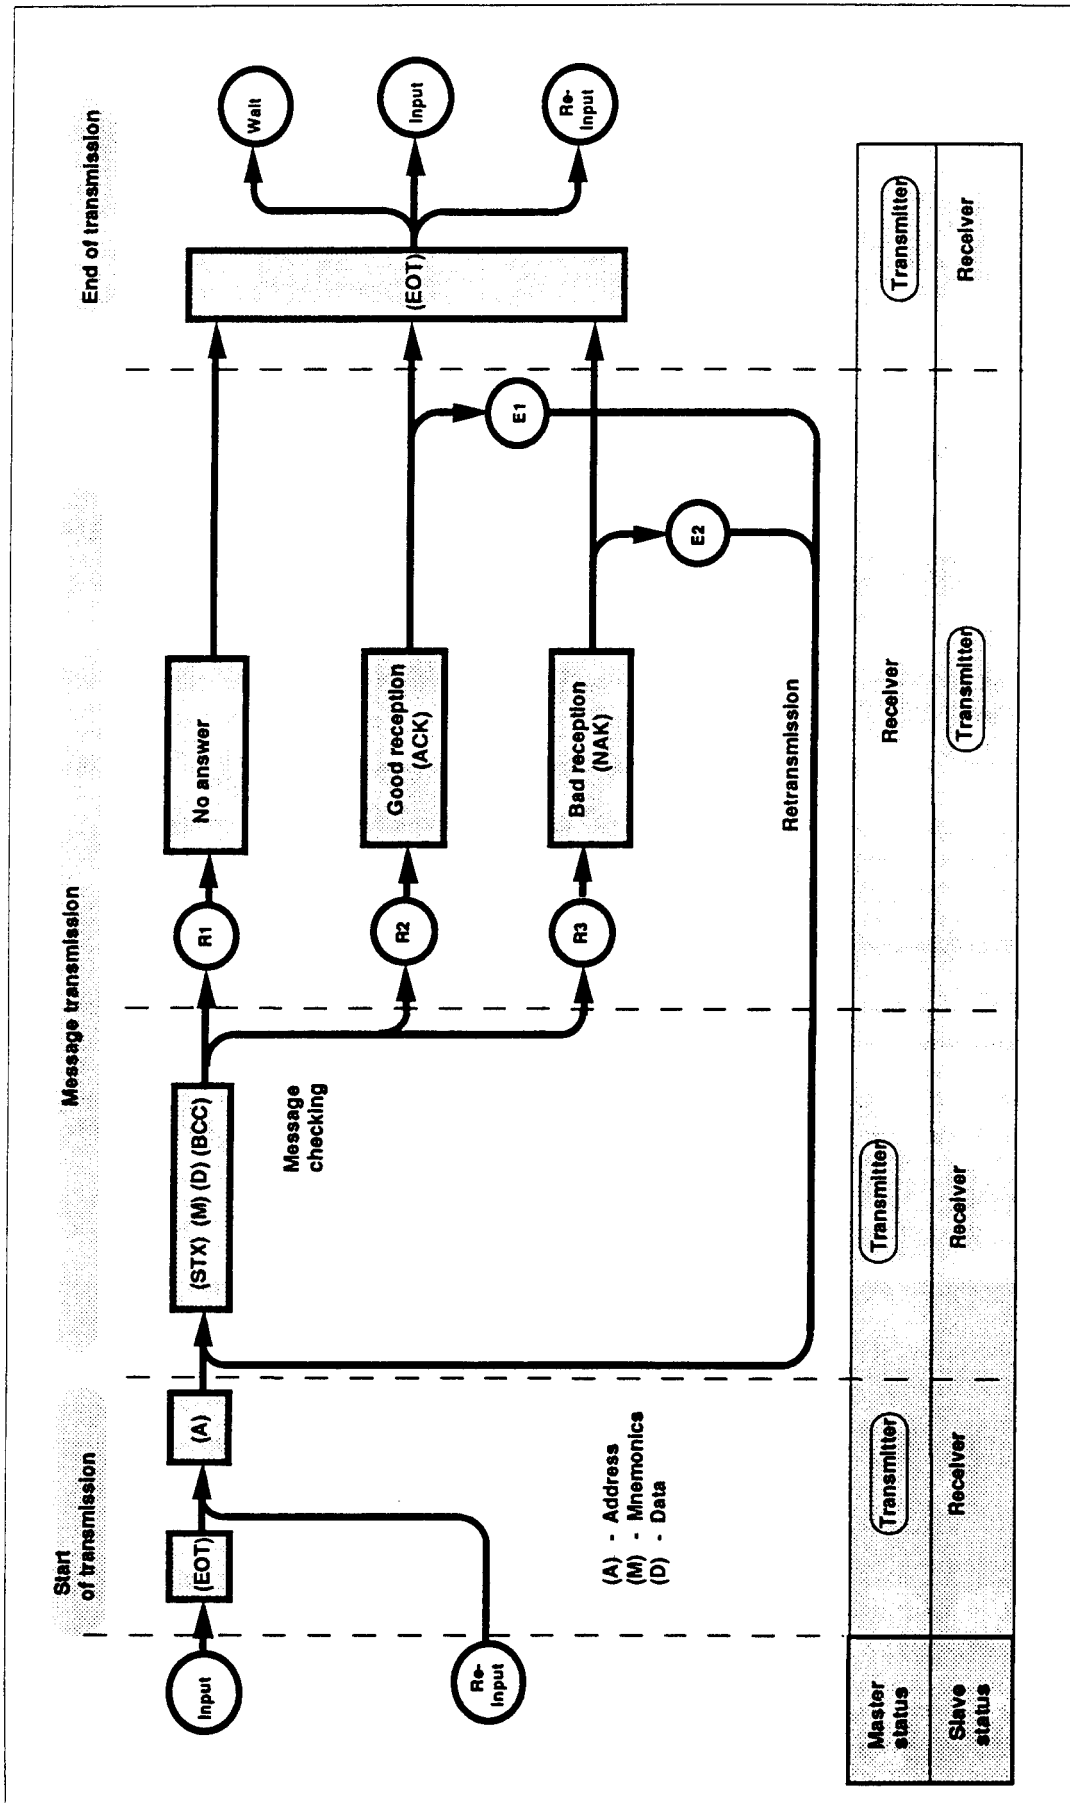 Start
of transmission
Message transmission
End of transmission
Input
(EOT)
(A)
(STX) (M) (D) (BCC)
R1
No answer
(EOT)
Wait
Input
Re-
Input
Message
checking
R2
Good reception
(ACK)
E1
Re-
Input
R3
Bad reception
(NAK)
E2
(A) - Address
(M) - Mnemonics
(D) - Data
Retransmission
Master
status
Transmitter
Transmitter
Receiver
Transmitter
Slave
status
Receiver
Receiver
Transmitter
Receiver